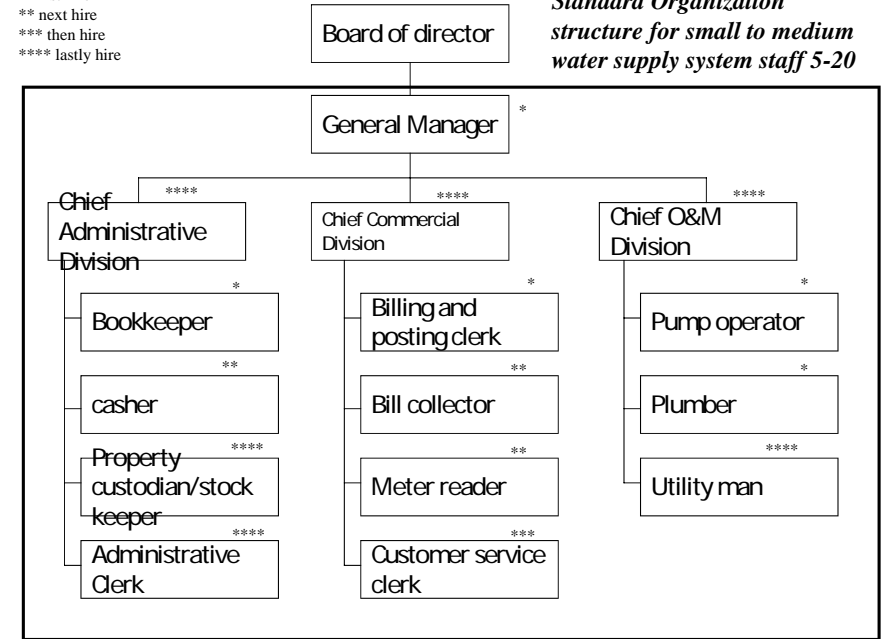 ** next hire
*** then hire
**** lastly hire
Standard Organization
structure for small to medium
water supply system staff 5-20
Board of director
General Manager
*
Chief
Administrative
Division
****
Chief Commercial
Division
****
Chief O&M
Division
****
Bookkeeper
*
casher
**
Property
custodian/stock
keeper
****
Administrative
Clerk
****
Billing and
posting clerk
*
Bill collector
**
Meter reader
**
Customer service
clerk
***
Pump operator
*
Plumber
*
Utility man
****